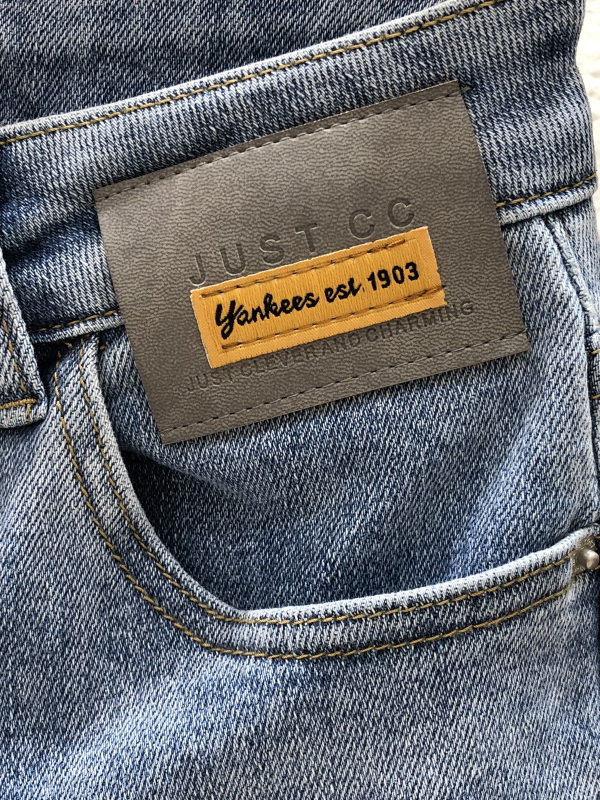 JUST CC
Yankees est 1903
JUST CLEVER AND CHARMING